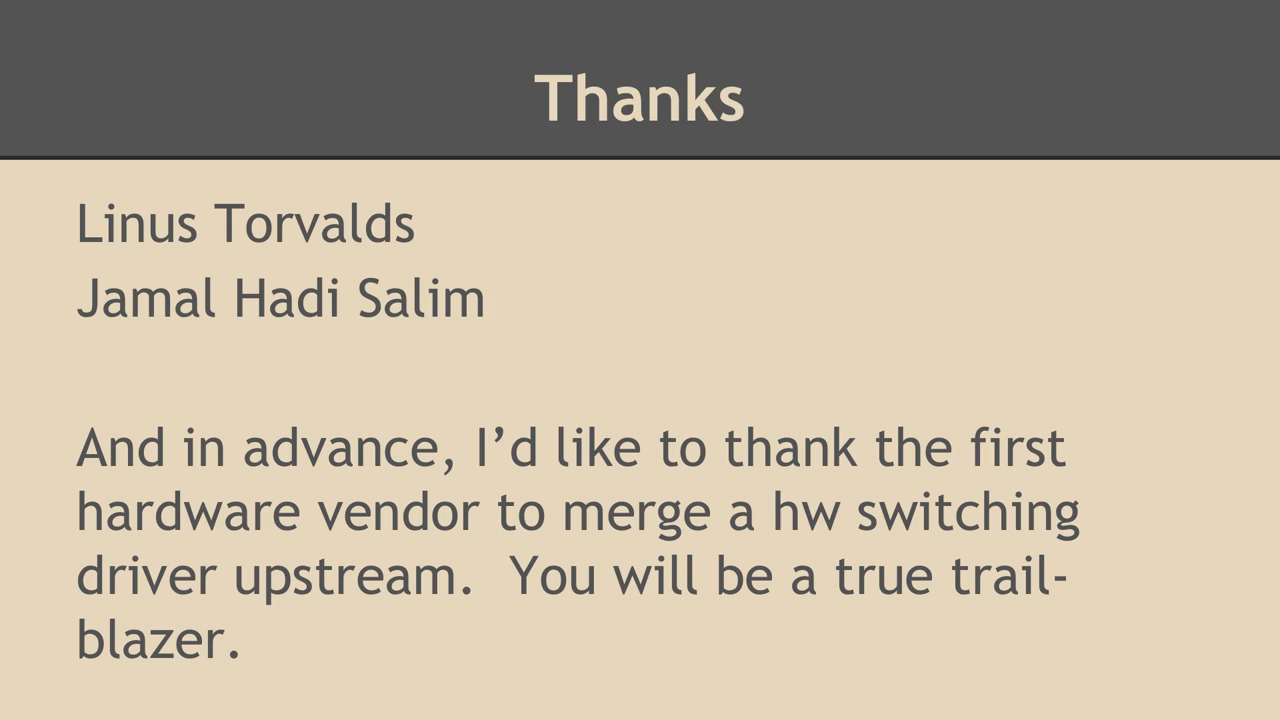 Thanks
Linus Torvalds
Jamal Hadi Salim
And in advance, I’d like to thank the first
hardware vendor to merge a hw switching
driver upstream.  You will be a true trail-
blazer.